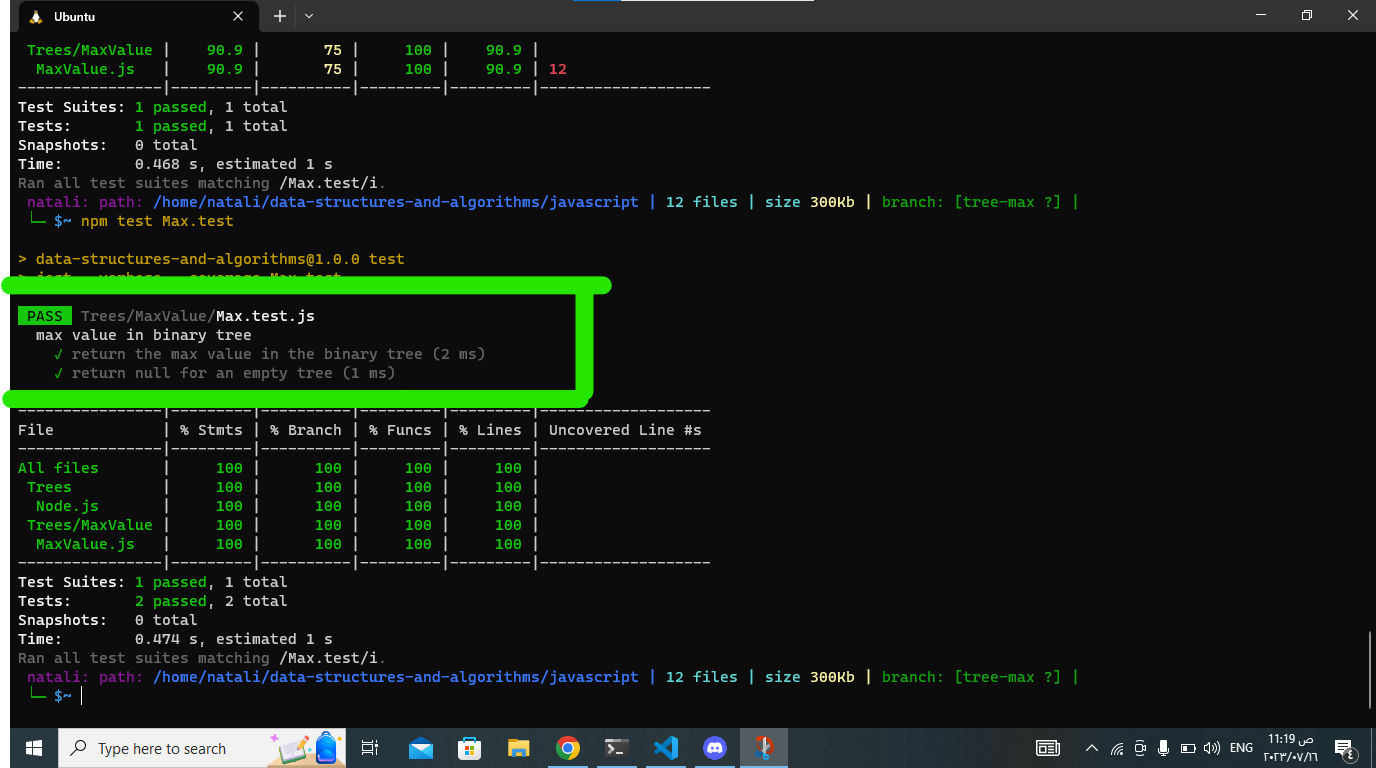 Ubuntu
Trees/MaxValue | 90.9 | 75 | 100 | 90.9 |
MaxValue.js | 90.9 | 75 | 100 | 90.9 | 12
----------------|---------|----------|---------|---------|-------------------
Test Suites: 1 passed, 1 total
Tests: 1 passed, 1 total
Snapshots: 0 total
Time: 0.468 s, estimated 1 s
Ran all test suites matching /Max.test/i.
natali: path: /home/natali/data-structures-and-algorithms/javascript | 12 files | size 300Kb | branch: [tree-max ?] |
└─ $~ npm test Max.test
> data-structures-and-algorithms@1.0.0 test
> jest --verbose --coverage Max.test
PASS Trees/MaxValue/Max.test.js
max value in binary tree
√ return the max value in the binary tree (2 ms)
√ return null for an empty tree (1 ms)
----------------|---------|----------|---------|---------|-------------------
File | % Stmts | % Branch | % Funcs | % Lines | Uncovered Line #s
----------------|---------|----------|---------|---------|-------------------
All files | 100 | 100 | 100 | 100 |
Trees | 100 | 100 | 100 | 100 |
Node.js | 100 | 100 | 100 | 100 |
Trees/MaxValue | 100 | 100 | 100 | 100 |
MaxValue.js | 100 | 100 | 100 | 100 |
----------------|---------|----------|---------|---------|-------------------
Test Suites: 1 passed, 1 total
Tests: 2 passed, 2 total
Snapshots: 0 total
Time: 0.474 s, estimated 1 s
Ran all test suites matching /Max.test/i.
natali: path: /home/natali/data-structures-and-algorithms/javascript | 12 files | size 300Kb | branch: [tree-max ?] |
└─ $~
Type here to search
ENG
11:19 ص
٢٠٢٣/٠٧/١٦
٤